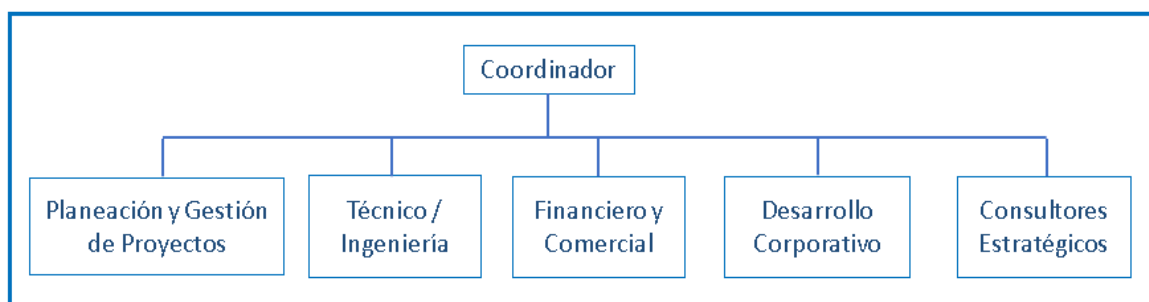 Coordinador
Planeación y Gestión
de Proyectos
Técnico /
Ingeniería
Financiero y
Comercial
Desarrollo
Corporativo
Consultores
Estratégicos